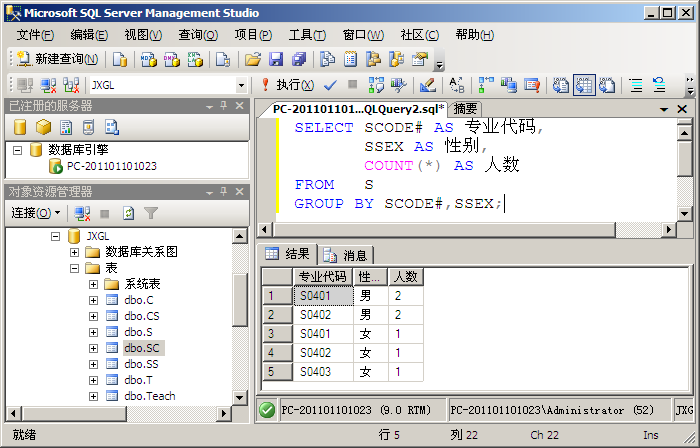 Microsoft SQL Server Management Studio
文件(F) 编辑(E) 视图(V) 查询(Q) 项目(P) 工具(T) 窗口(W) 社区(C) 帮助(H)
新建查询(N)
JXGL 执行(X)
已注册的服务器
数据库引擎
PC-201101101023
对象资源管理器
连接(O)
JXGL
数据库关系图
表
系统表
dbo.C
dbo.CS
dbo.S
dbo.SC
dbo.SS
dbo.T
dbo.Teach
PC-201101101...QLQuery2.sql* 摘要
SELECT SCODE# AS 专业代码,
SSEX AS 性别,
COUNT(*) AS 人数
FROM S
GROUP BY SCODE#,SSEX;
结果 消息
专业代码 性... 人数
1 S0401 男 2
2 S0402 男 2
3 S0401 女 1
4 S0402 女 1
5 S0403 女 1
PC-201101101023 (9.0 RTM) PC-201101101023\Administrator (52) JXG
就绪 行 5 列 22 Ch 22 Ins